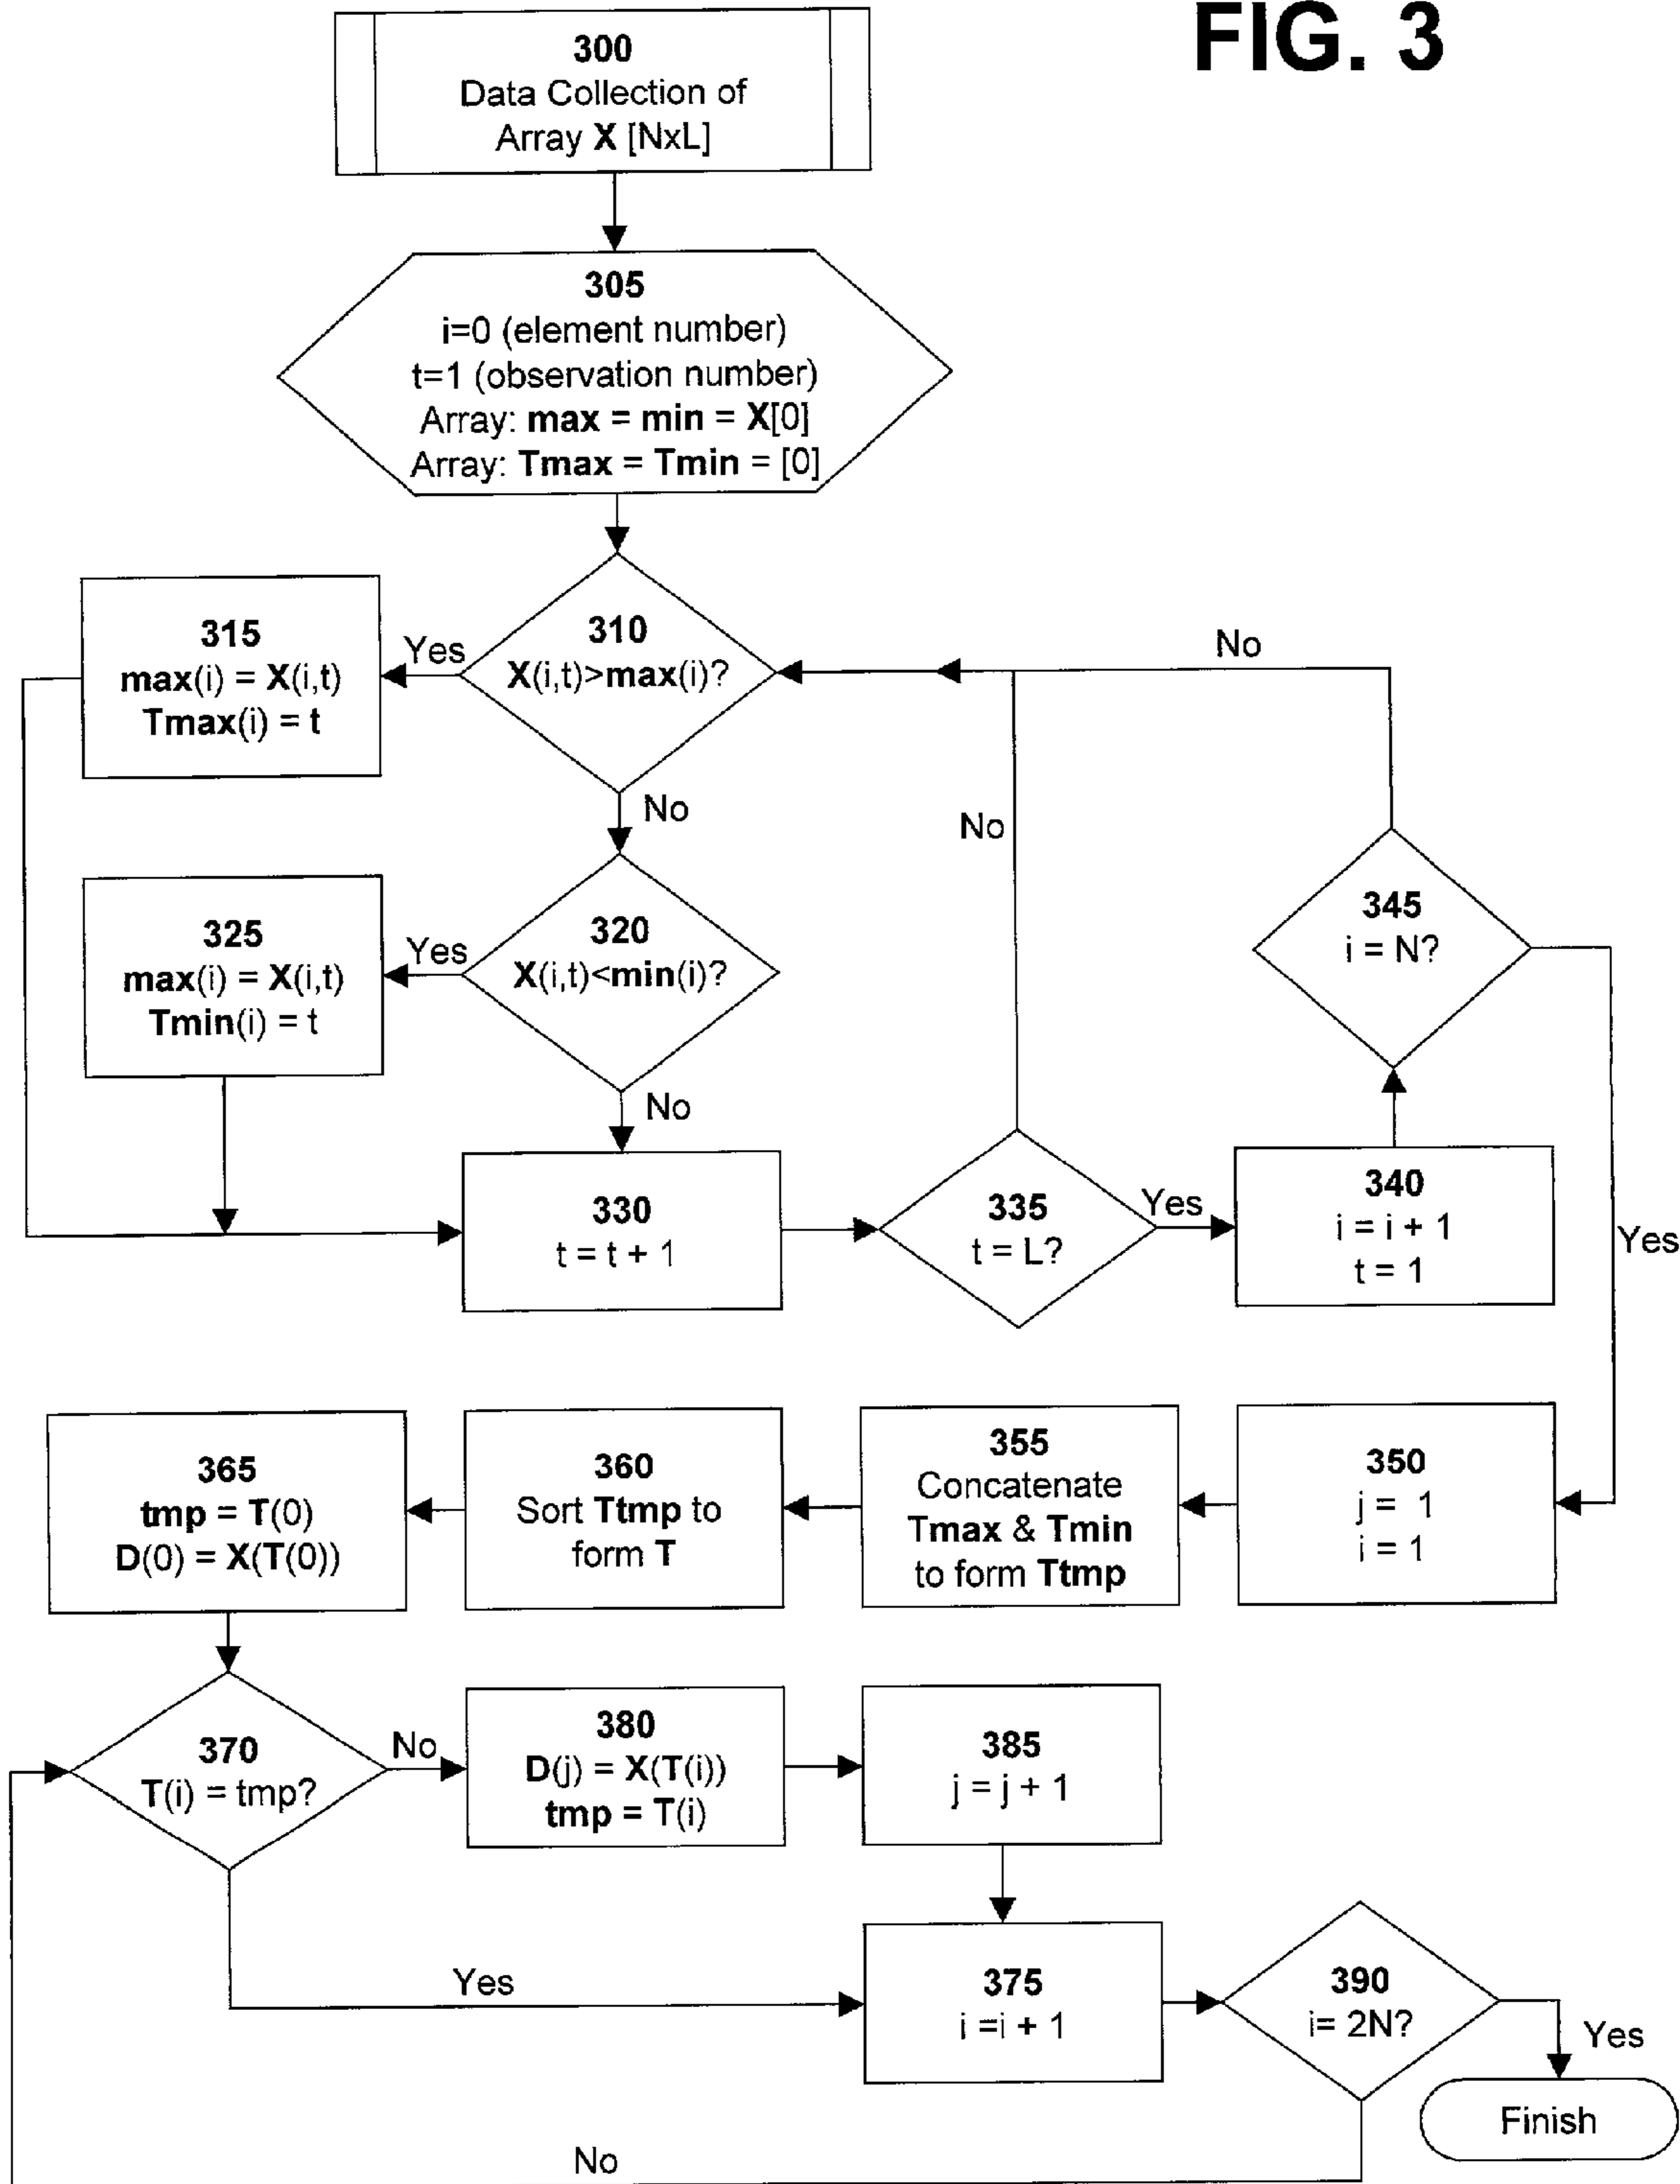 FIG. 3
300
Data Collection of
Array X [NxL]
305
i=0 (element number)
t=1 (observation number)
Array: max = min = X[0]
Array: Tmax = Tmin = [0]
310
X(i,t)>max(i)?
Yes
No
315
max(i) = X(i,t)
Tmax(i) = t
No
No
320
X(i,t)<min(i)?
Yes
No
325
max(i) = X(i,t)
Tmin(i) = t
330
t = t + 1
335
t = L?
Yes
340
i = i + 1
t = 1
345
i = N?
Yes
350
j = 1
i = 1
355
Concatenate
Tmax & Tmin
to form Ttmp
360
Sort Ttmp to
form T
365
tmp = T(0)
D(0) = X(T(0))
370
T(i) = tmp?
No
380
D(j) = X(T(i))
tmp = T(i)
385
j = j + 1
Yes
375
i =i + 1
390
i= 2N?
Yes
Finish
No